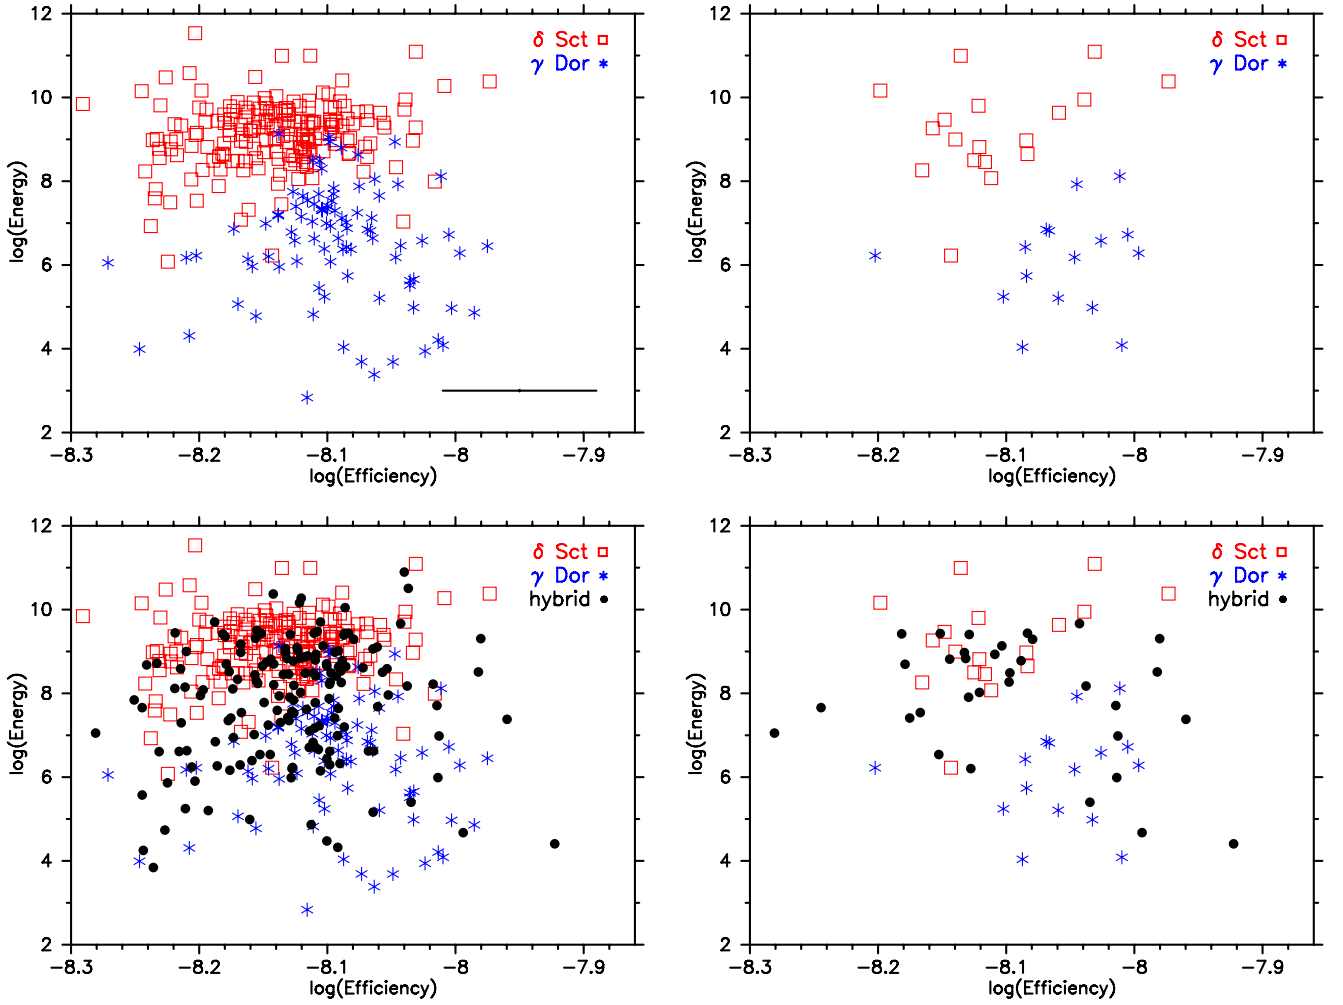 12
10
8
6
4
2
log(Energy)
δ Sct
γ Dor
−8.3 −8.2 −8.1 −8 −7.9
log(Efficiency)
12
10
8
6
4
2
log(Energy)
δ Sct
γ Dor
−8.3 −8.2 −8.1 −8 −7.9
log(Efficiency)
12
10
8
6
4
2
log(Energy)
δ Sct
γ Dor
hybrid
−8.3 −8.2 −8.1 −8 −7.9
log(Efficiency)
12
10
8
6
4
2
log(Energy)
δ Sct
γ Dor
hybrid
−8.3 −8.2 −8.1 −8 −7.9
log(Efficiency)